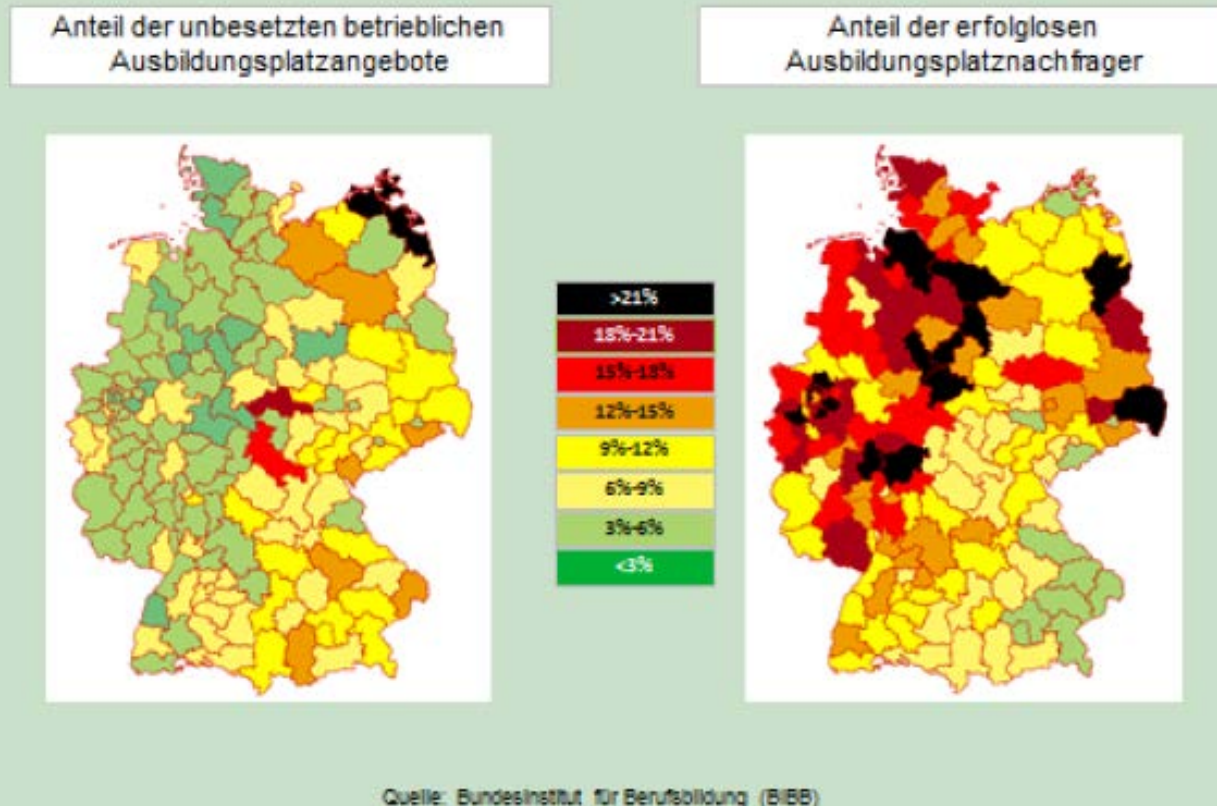 Anteil der unbesetzten betrieblichen
Ausbildungsplatzangebote
Anteil der erfolglosen
Ausbildungsplatznachfrager
>21%
18%-21%
15%-18%
12%-15%
9%-12%
6%-9%
3%-6%
<3%
Quelle: Bundesinstitut für Berufsbildung (BIBB)